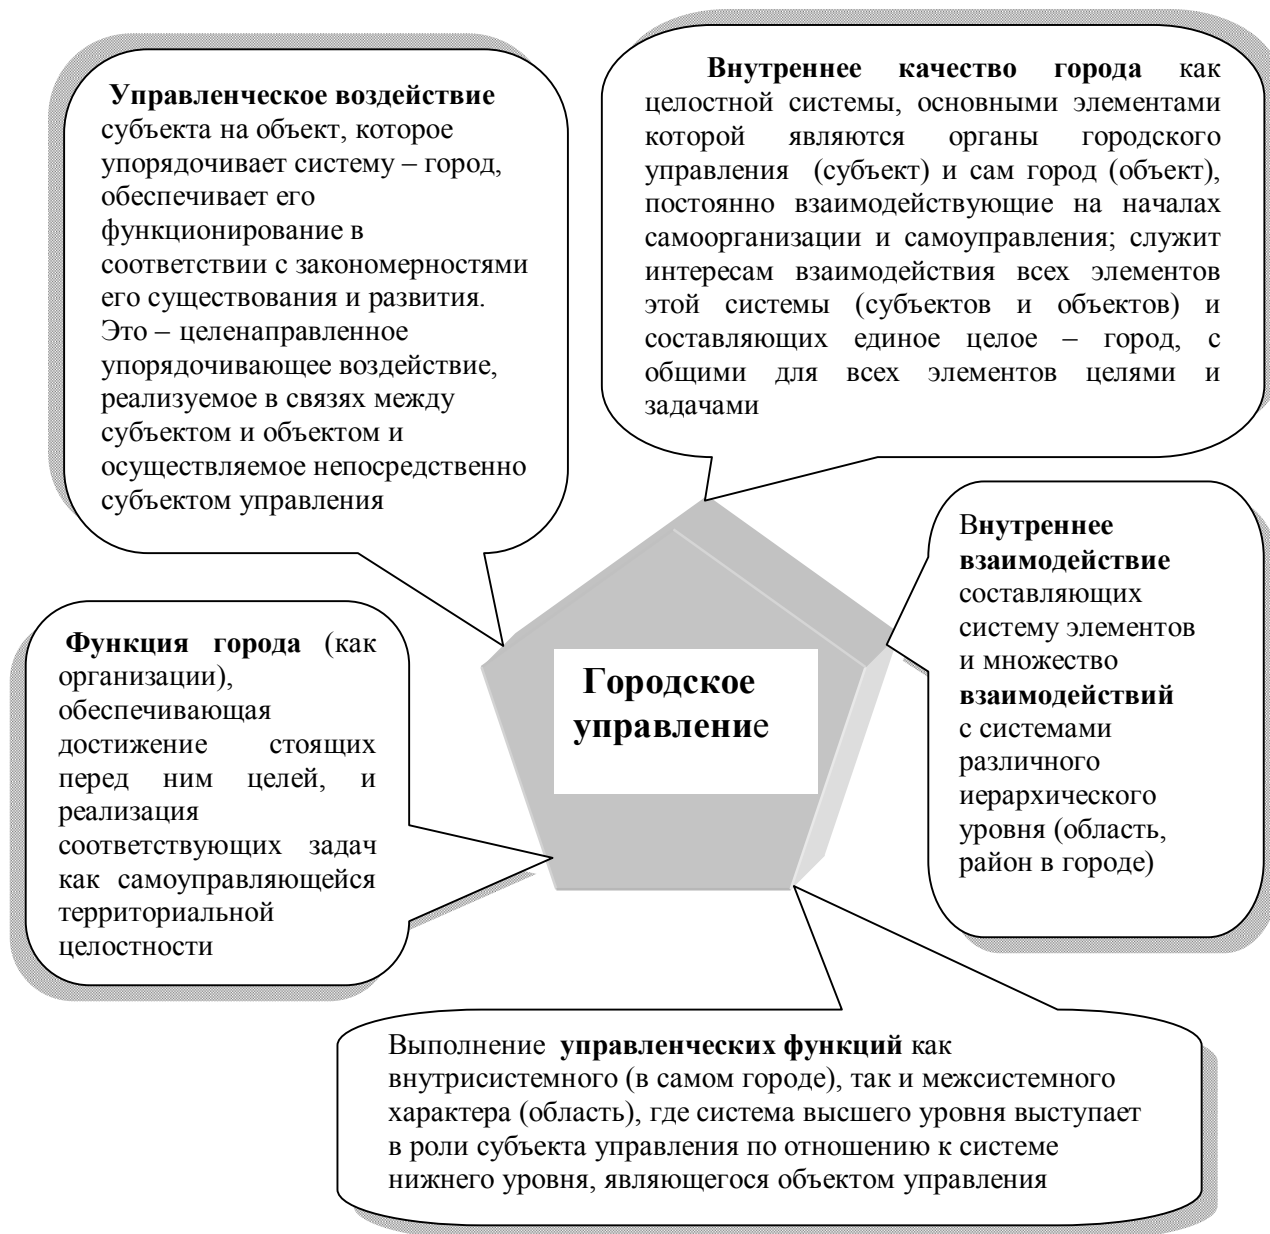 Управленческое воздействие
субъекта на объект, которое
упорядочивает систему – город,
обеспечивает его
функционирование в
соответствии с закономерностями
его существования и развития.
Это – целенаправленное
упорядочивающее воздействие,
реализуемое в связях между
субъектом и объектом и
осуществляемое непосредственно
субъектом управления
Внутреннее качество города как
целостной системы, основными элементами
которой являются органы городского
управления (субъект) и сам город (объект),
постоянно взаимодействующие на началах
самоорганизации и самоуправления; служит
интересам взаимодействия всех элементов
этой системы (субъектов и объектов) и
составляющих единое целое – город, с
общими для всех элементов целями и
задачами
Внутреннее
взаимодействие
составляющих
систему элементов
и множество
взаимодействий
с системами
различного
иерархического
уровня (область,
район в городе)
Функция города (как
организации),
обеспечивающая
достижение стоящих
перед ним целей, и
реализация
соответствующих задач
как самоуправляющейся
территориальной
целостности
Городское
управление
Выполнение управленческих функций как
внутрисистемного (в самом городе), так и межсистемного
характера (область), где система высшего уровня выступает
в роли субъекта управления по отношению к системе
нижнего уровня, являющегося объектом управления